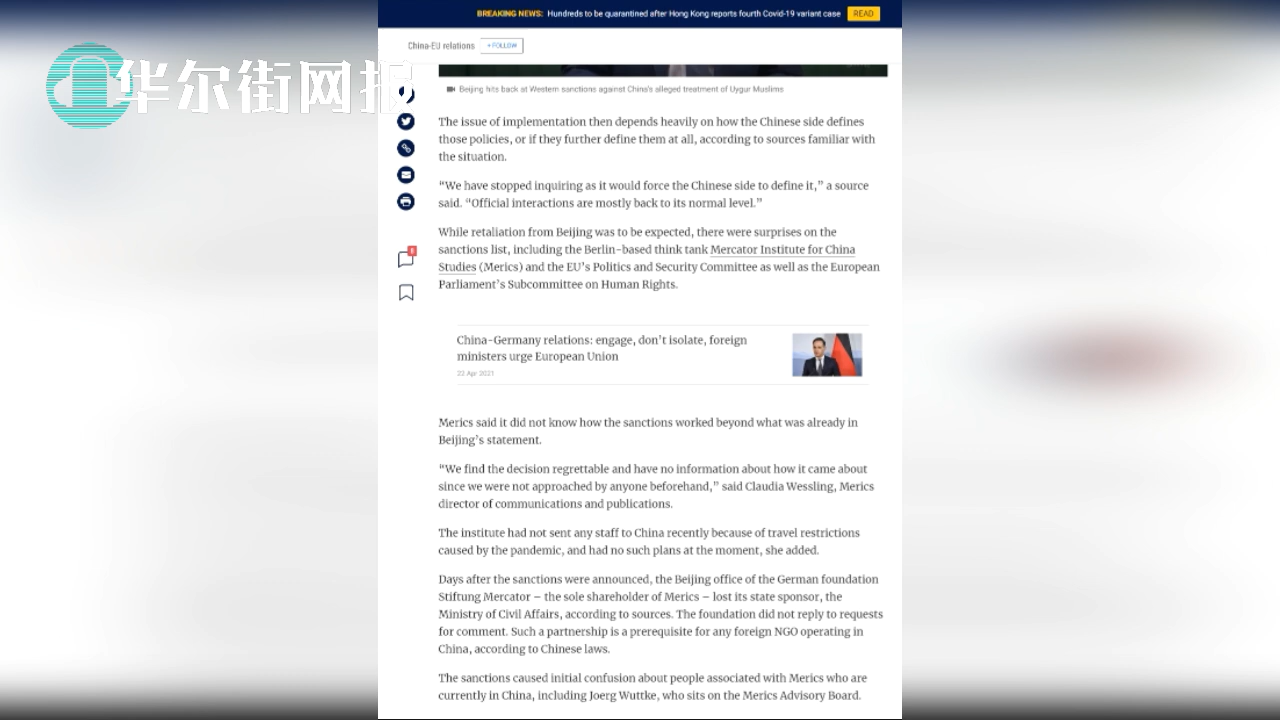 BREAKING NEWS: Hundreds to be quarantined after Hong Kong reports fourth Covid-19 variant case READ
China-EU relations + FOLLOW
华尔街网报
Beijing hits back at Western sanctions against China's alleged treatment of Uygur Muslims
The issue of implementation then depends heavily on how the Chinese side defines
those policies, or if they further define them at all, according to sources familiar with
the situation.
“We have stopped inquiring as it would force the Chinese side to define it,” a source
said. “Official interactions are mostly back to its normal level.”
While retaliation from Beijing was to be expected, there were surprises on the
sanctions list, including the Berlin-based think tank Mercator Institute for China
Studies (Merics) and the EU’s Politics and Security Committee as well as the European
Parliament’s Subcommittee on Human Rights.
8
China-Germany relations: engage, don’t isolate, foreign
ministers urge European Union
22 Apr 2021
Merics said it did not know how the sanctions worked beyond what was already in
Beijing’s statement.
“We find the decision regrettable and have no information about how it came about
since we were not approached by anyone beforehand,” said Claudia Wessling, Merics
director of communications and publications.
The institute had not sent any staff to China recently because of travel restrictions
caused by the pandemic, and had no such plans at the moment, she added.
Days after the sanctions were announced, the Beijing office of the German foundation
Stiftung Mercator – the sole shareholder of Merics – lost its state sponsor, the
Ministry of Civil Affairs, according to sources. The foundation did not reply to requests
for comment. Such a partnership is a prerequisite for any foreign NGO operating in
China, according to Chinese laws.
The sanctions caused initial confusion about people associated with Merics who are
currently in China, including Joerg Wuttke, who sits on the Merics Advisory Board.